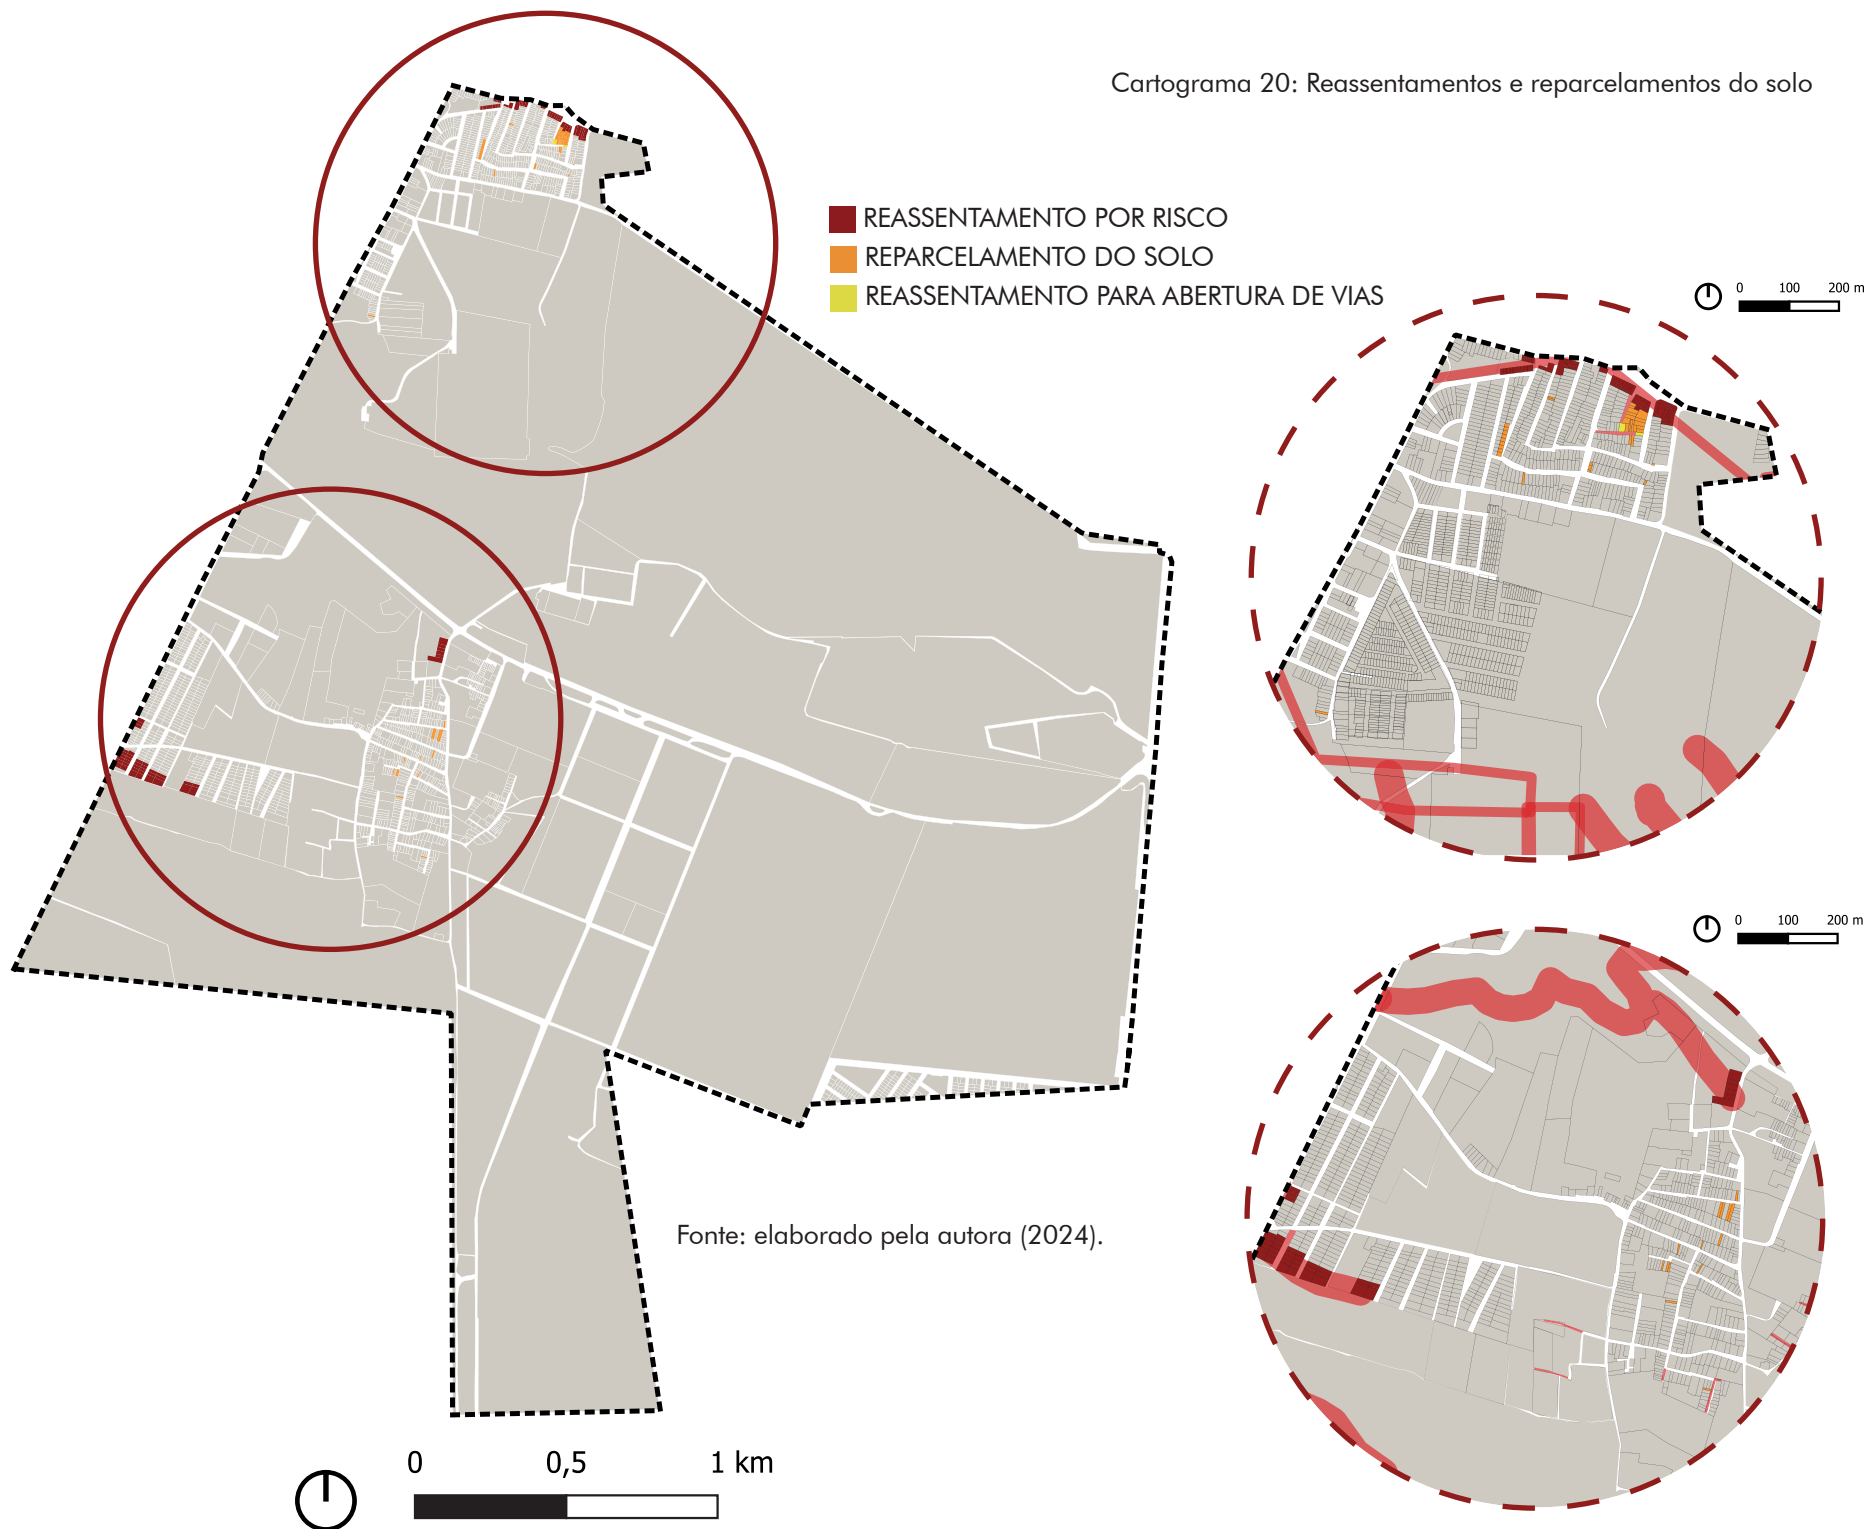 Cartograma 20: Reassentamentos e reparcelamentos do solo
REASSENTAMENTO POR RISCO
REPARCELAMENTO DO SOLO
REASSENTAMENTO PARA ABERTURA DE VIAS
0 100 200 m
0 100 200 m
Fonte: elaborado pela autora (2024).
0 0,5 1 km